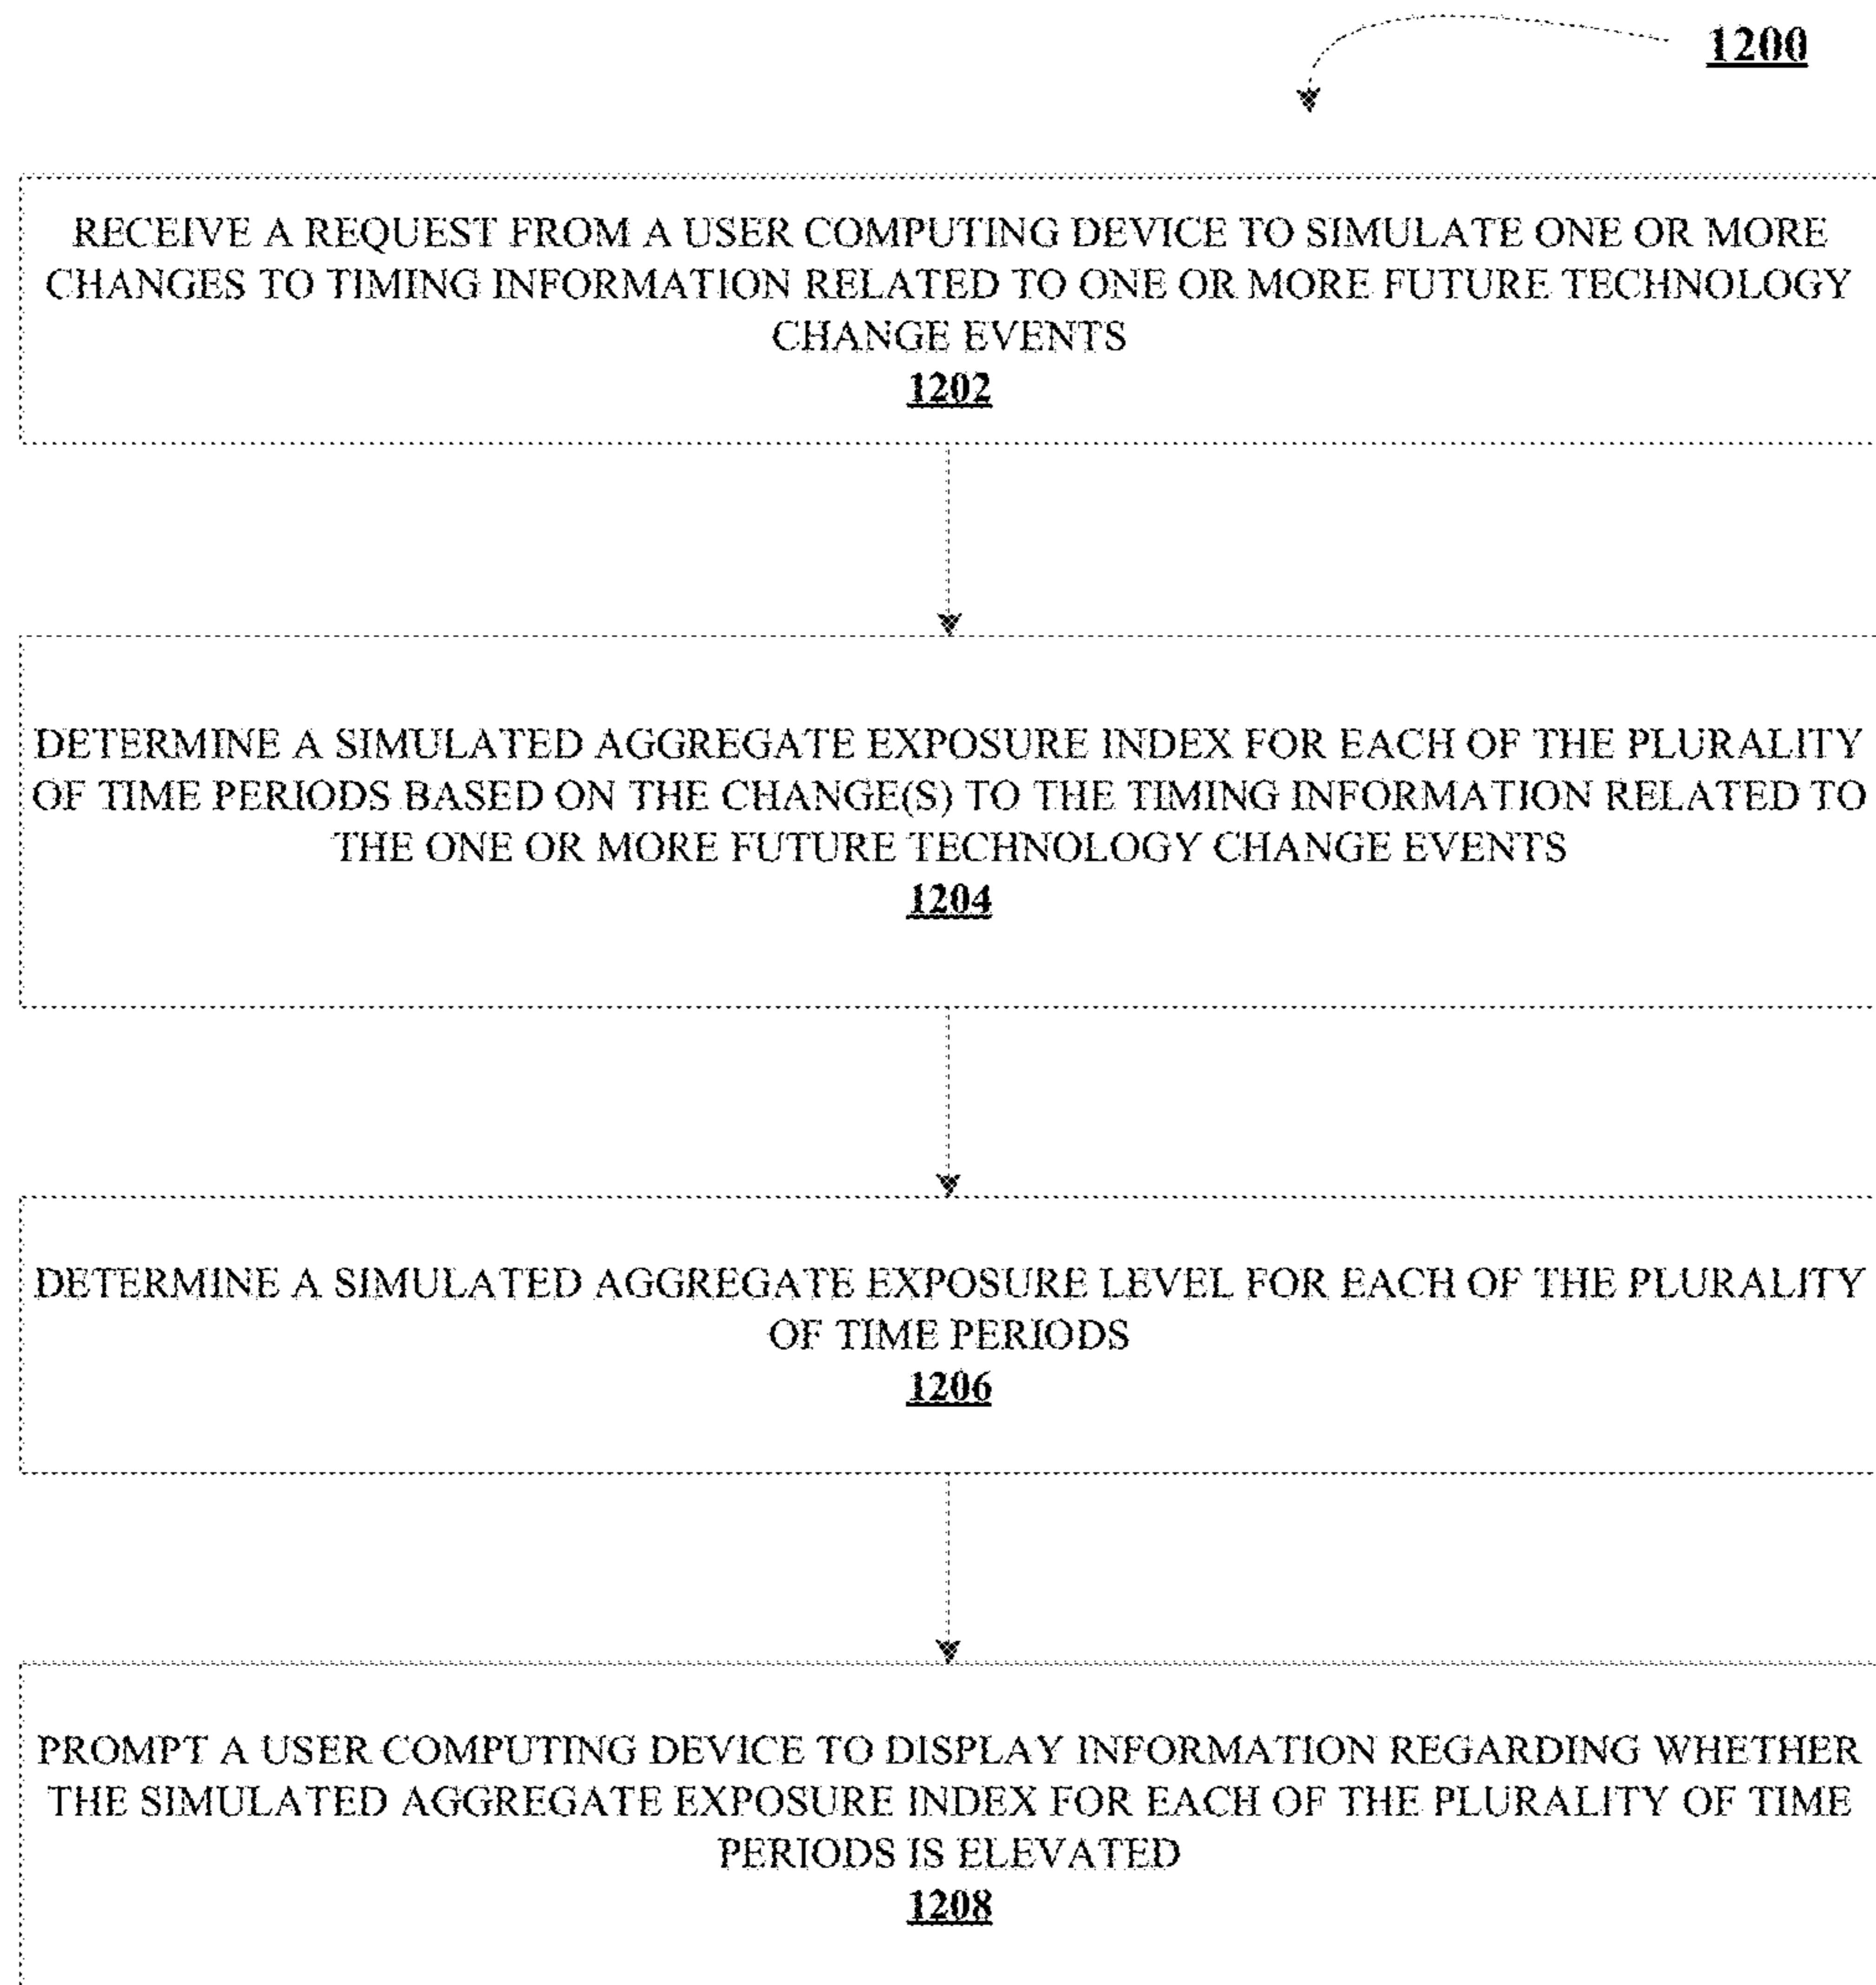 1200
RECEIVE A REQUEST FROM A USER COMPUTING DEVICE TO SIMULATE ONE OR MORE
CHANGES TO TIMING INFORMATION RELATED TO ONE OR MORE FUTURE TECHNOLOGY
CHANGE EVENTS
1202
DETERMINE A SIMULATED AGGREGATE EXPOSURE INDEX FOR EACH OF THE PLURALITY
OF TIME PERIODS BASED ON THE CHANGE(S) TO THE TIMING INFORMATION RELATED TO
THE ONE OR MORE FUTURE TECHNOLOGY CHANGE EVENTS
1204
DETERMINE A SIMULATED AGGREGATE EXPOSURE LEVEL FOR EACH OF THE PLURALITY
OF TIME PERIODS
1206
PROMPT A USER COMPUTING DEVICE TO DISPLAY INFORMATION REGARDING WHETHER
THE SIMULATED AGGREGATE EXPOSURE INDEX FOR EACH OF THE PLURALITY OF TIME
PERIODS IS ELEVATED
1208